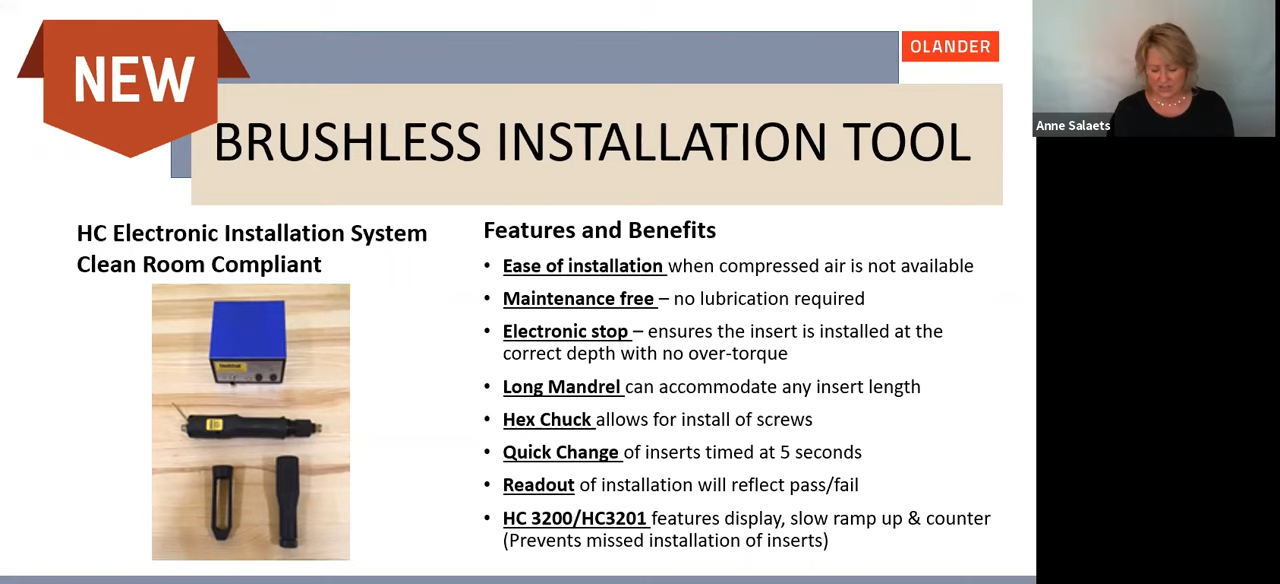 NEW
OLANDER
BRUSHLESS INSTALLATION TOOL
Anne Salaets
HC Electronic Installation System
Clean Room Compliant
Features and Benefits
• Ease of installation when compressed air is not available
• Maintenance free – no lubrication required
• Electronic stop – ensures the insert is installed at the
correct depth with no over-torque
• Long Mandrel can accommodate any insert length
• Hex Chuck allows for install of screws
• Quick Change of inserts timed at 5 seconds
• Readout of installation will reflect pass/fail
• HC 3200/HC3201 features display, slow ramp up & counter
(Prevents missed installation of inserts)